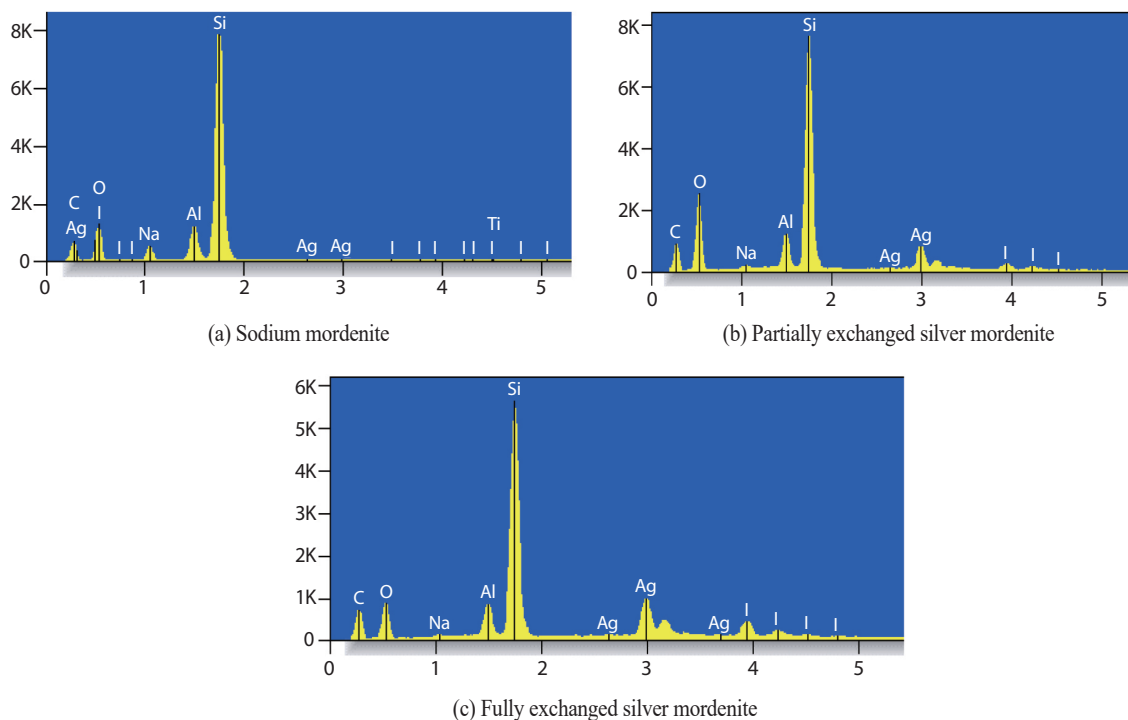 8K
6K
4K
2K
0
Si
C
Ag
O
I
I I
Na
Al
Ag Ag
I I I I I
Ti
I I
0 1 2 3 4 5
(a) Sodium mordenite
8K
6K
4K
2K
0
Si
C
O
Na
Al
Ag
Ag
I I I
0 1 2 3 4 5
(b) Partially exchanged silver mordenite
6K
5K
4K
3K
2K
1K
0
Si
C
O
Na
Al
Ag
Ag
Ag
I
I
I
I
0 1 2 3 4 5
(c) Fully exchanged silver mordenite